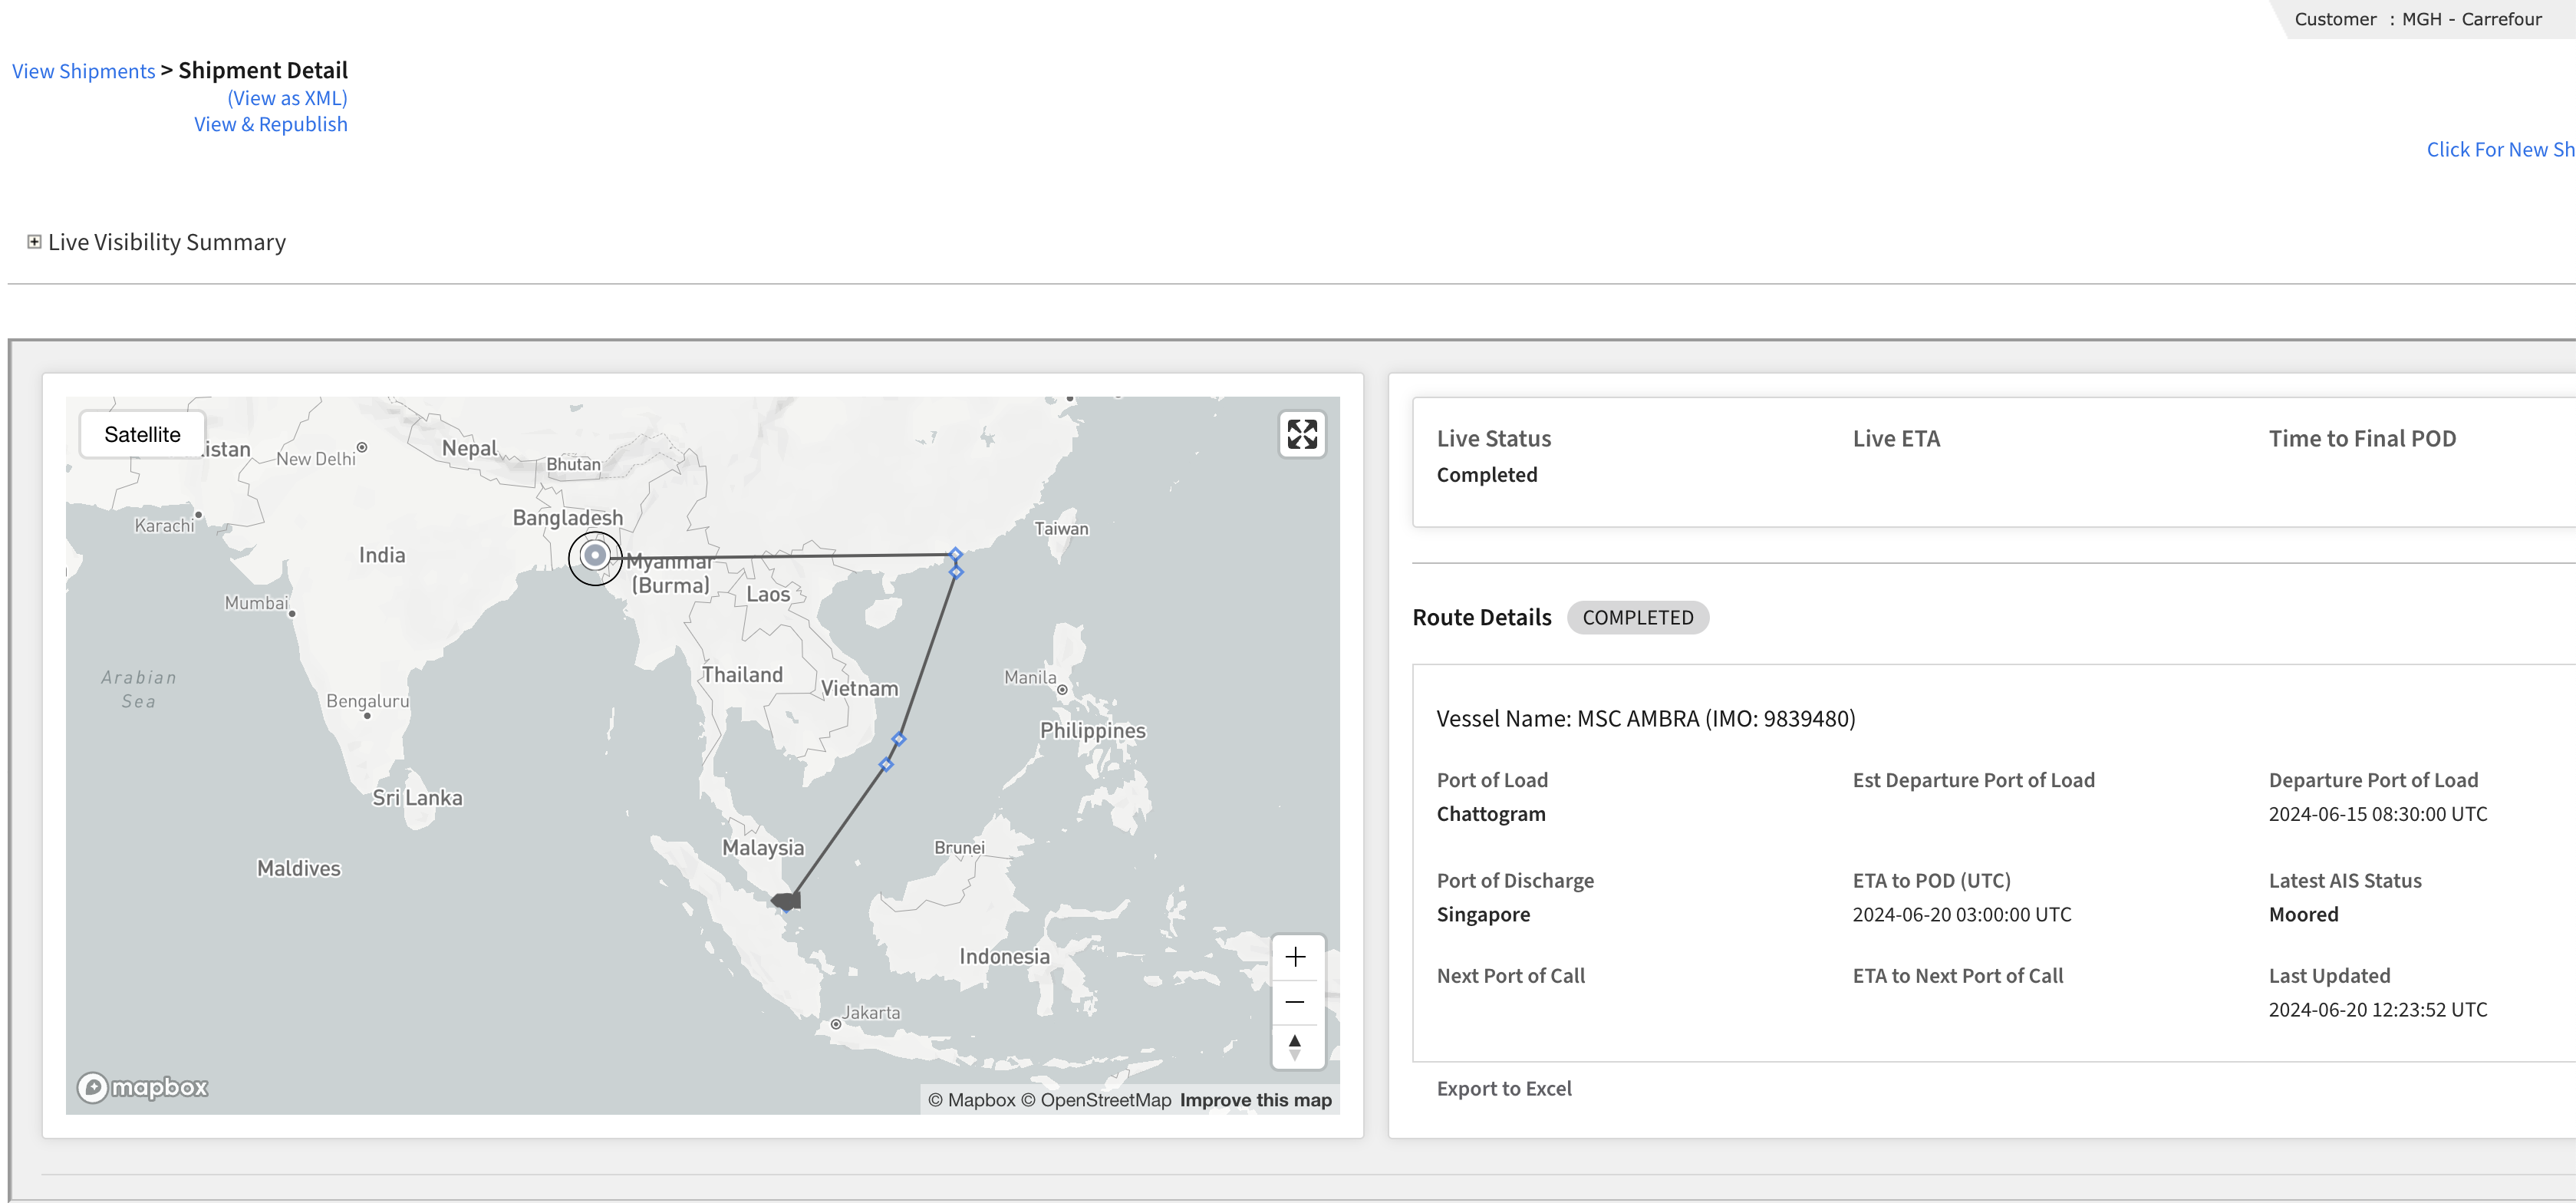 Customer : MGH - Carrefour
View Shipments > Shipment Detail
(View as XML)
View & Republish
Click For New Sh
Live Visibility Summary
Satellite
istan
New Delhi
Nepal
Bhutan
Bangladesh
Karachi
India
Myanmar
(Burma)
Taiwan
Laos
Mumbai
Arabian
Sea
Thailand
Vietnam
Manila
Bengaluru
Philippines
Sri Lanka
Malaysia
Brunei
Maldives
Indonesia
Jakarta
mapbox
© Mapbox © OpenStreetMap Improve this map
Live Status
Completed
Live ETA
Time to Final POD
Route Details COMPLETED
Vessel Name: MSC AMBRA (IMO: 9839480)
Port of Load
Chattogram
Est Departure Port of Load
Departure Port of Load
2024-06-15 08:30:00 UTC
Port of Discharge
Singapore
ETA to POD (UTC)
2024-06-20 03:00:00 UTC
Latest AIS Status
Moored
Next Port of Call
ETA to Next Port of Call
Last Updated
2024-06-20 12:23:52 UTC
Export to Excel